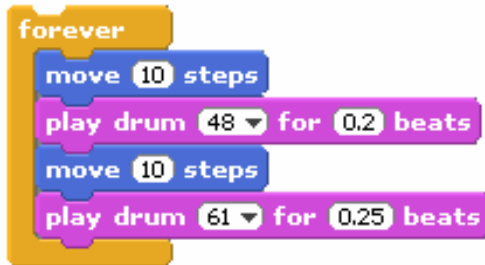 forever
move 10 steps
play drum 48 for 0.2 beats
move 10 steps
play drum 61 for 0.25 beats